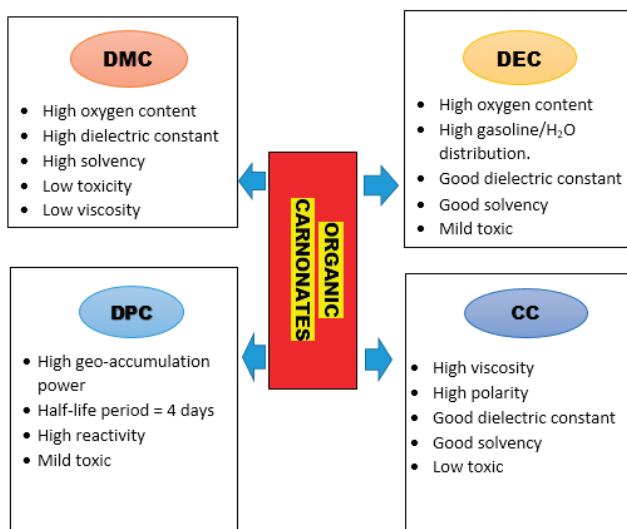 DMC
• High oxygen content
• High dielectric constant
• High solvency
• Low toxicity
• Low viscosity
DEC
• High oxygen content
• High gasoline/H₂O
distribution.
• Good dielectric constant
• Good solvency
• Mild toxic
ORGANIC
CARNONATES
DPC
• High geo-accumulation
power
• Half-life period = 4 days
• High reactivity
• Mild toxic
CC
• High viscosity
• High polarity
• Good dielectric constant
• Good solvency
• Low toxic